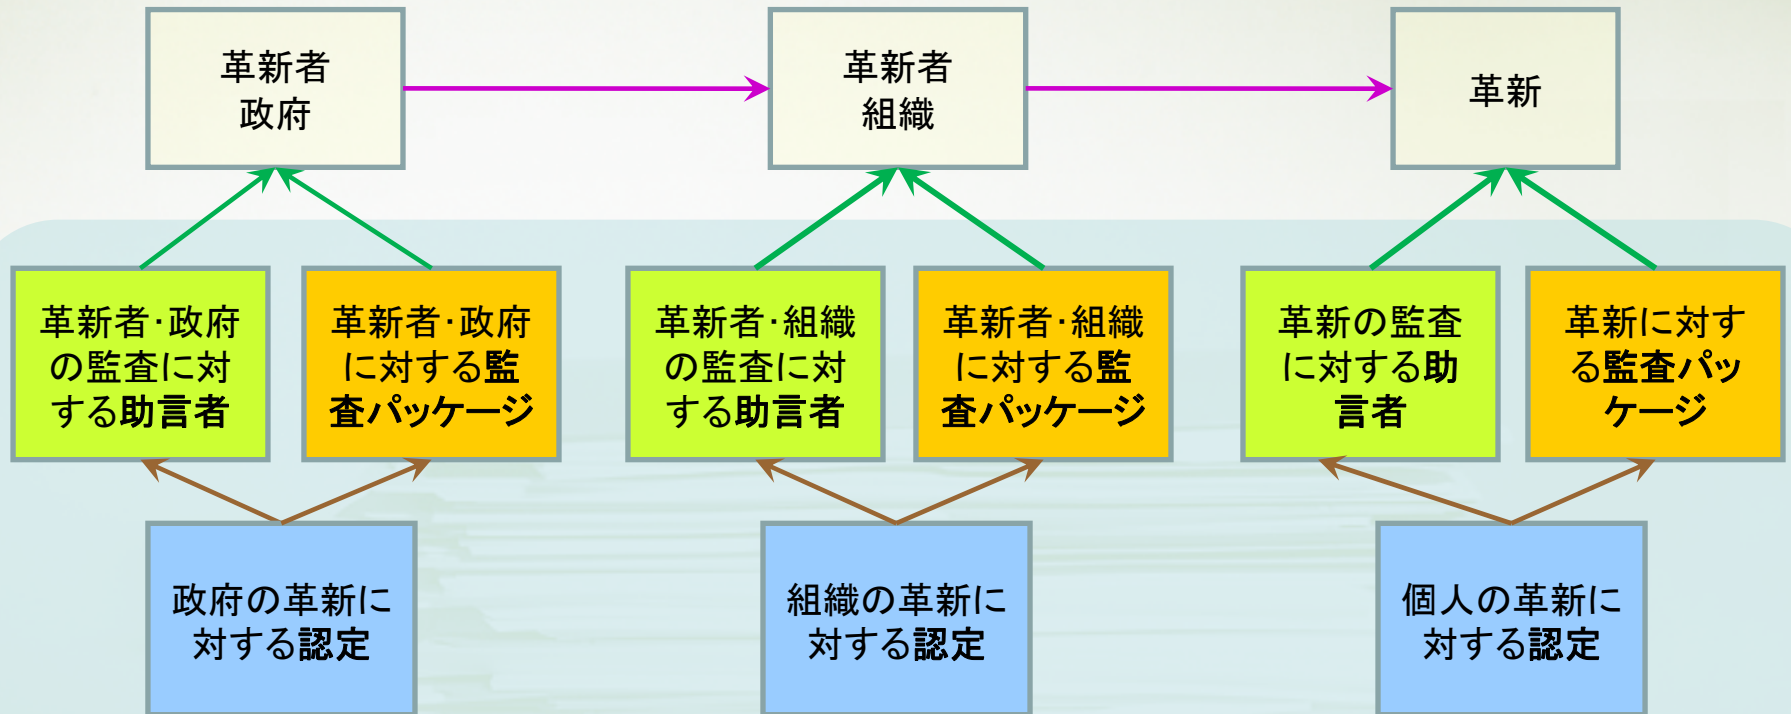 革新者
政府
革新者
組織
革新
革新者･政府
の監査に対
する助言者
革新者･政府
に対する監
査パッケージ
革新者･組織
の監査に対
する助言者
革新者･組織
に対する監
査パッケージ
革新の監査
に対する助
言者
革新に対す
る監査パッ
ケージ
政府の革新に
対する認定
組織の革新に
対する認定
個人の革新に
対する認定